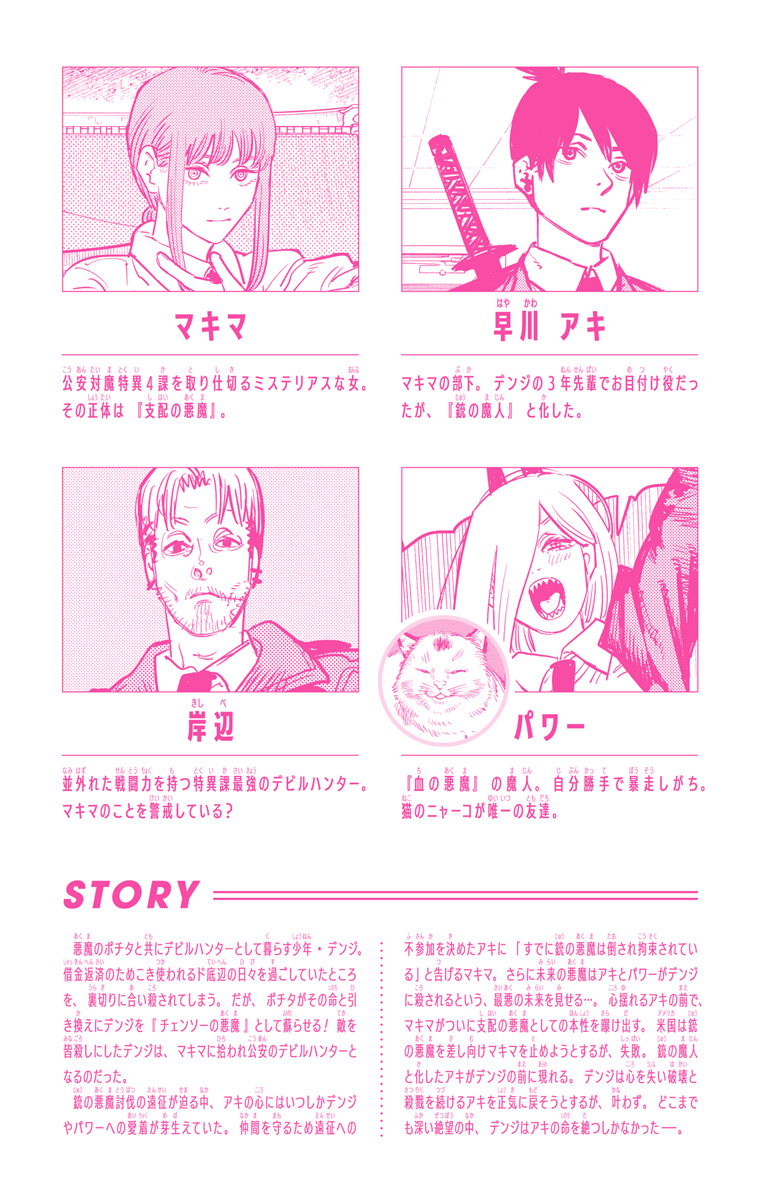 マキマ
公安対魔特異4課を取り仕切るミステリアスな女。
その正体は『支配の悪魔』。
早川 アキ
マキマの部下。デンジの3年先輩でお目付け役だっ
たが、『銃の魔人』と化した。
岸辺
並外れた戦闘力を持つ特異課最強のデビルハンター。
マキマのことを警戒している?
パワー
『血の悪魔』の魔人。自分勝手で暴走しがち。
猫のニャーコが唯一の友達。
STORY
悪魔のポチタと共にデビルハンターとして暮らす少年・デンジ。
借金返済のためこき使われるド底辺の日々を過ごしていたところ
を、裏切りに合い殺されてしまう。だが、ポチタがその命と引
き換えにデンジを『チェンソーの悪魔』として蘇らせる!敵を
皆殺しにしたデンジは、マキマに拾われ公安のデビルハンターと
なるのだった。
銃の悪魔討伐の遠征が迫る中、アキの心にはいつしかデンジ
やパワーへの愛着が芽生えていた。仲間を守るため遠征への
不参加を決めたアキに「すでに銃の悪魔は倒され拘束されてい
る」と告げるマキマ。さらに未来の悪魔はアキとパワーがデンジ
に殺されるという、最悪の未来を見せる…。心揺れるアキの前で、
マキマがついに支配の悪魔としての本性を曝け出す。米国は銃
の悪魔を差し向けマキマを止めようとするが、失敗。銃の魔人
と化したアキがデンジの前に現れる。デンジは心を失い破壊と
殺戮を続けるアキを正気に戻そうとするが、叶わず。どこまで
も深い絶望の中、デンジはアキの命を絶つしかなかった―。